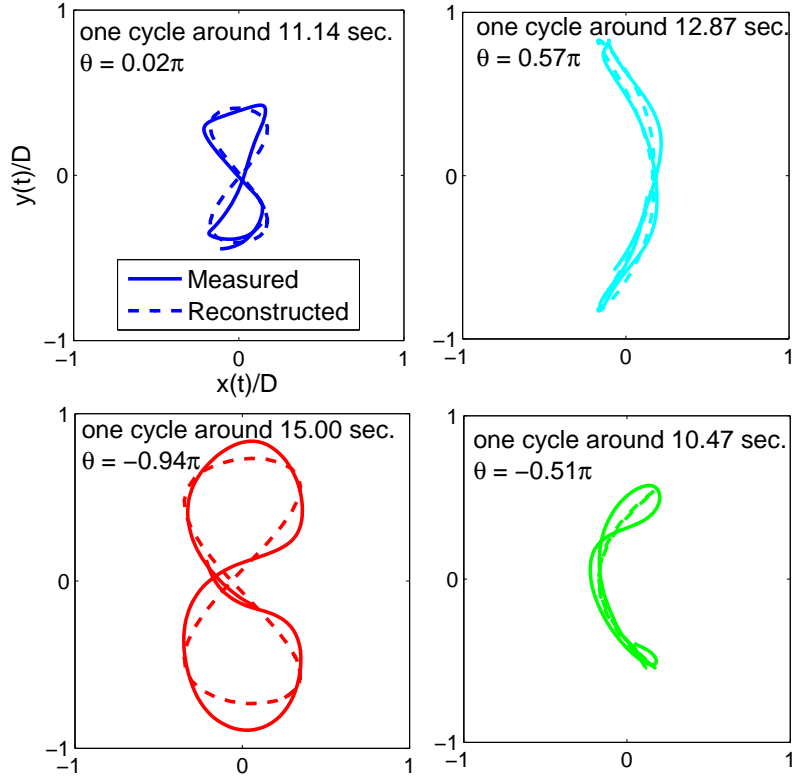 1
one cycle around 11.14 sec.
θ = 0.02π
y(t)/D
0
Measured
Reconstructed
−1
−1
0
1
x(t)/D
1
one cycle around 12.87 sec.
θ = 0.57π
0
−1
−1
0
1
1
one cycle around 15.00 sec.
θ = −0.94π
0
−1
−1
0
1
1
one cycle around 10.47 sec.
θ = −0.51π
0
−1
−1
0
1